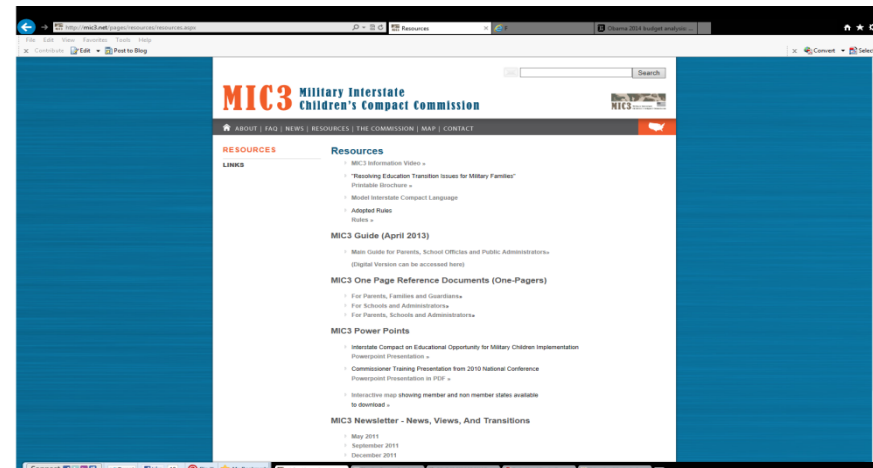 http://mic3.net/pages/resources/resources.aspx
Resources
Obama 2014 budget analysis ...
File Edit View Favorites Tools Help
x Contribute Edit Post to Blog
x Convert Select
Search
MIC3 Military Interstate
Children's Compact Commission
MIC3
ABOUT | FAQ | NEWS | RESOURCES | THE COMMISSION | MAP | CONTACT
RESOURCES
LINKS
Resources
MIC3 Information Video »
"Resolving Education Transition Issues for Military Families"
Printable Brochure »
Model Interstate Compact Language
Adopted Rules
Rules »
MIC3 Guide (April 2013)
Main Guide for Parents, School Officlas and Public Administrators»
(Digital Version can be accessed here)
MIC3 One Page Reference Documents (One-Pagers)
For Parents, Families and Guardians»
For Schools and Administrators»
For Parents, Schools and Administrators»
MIC3 Power Points
Interstate Compact on Educational Opportunity for Military Children Implementation
Powerpoint Presentation »
Commissioner Training Presentation from 2010 National Conference
Powerpoint Presentation in PDF »
Interactive map showing member and non member states available
to download »
MIC3 Newsletter - News, Views, And Transitions
May 2011
September 2011
December 2011